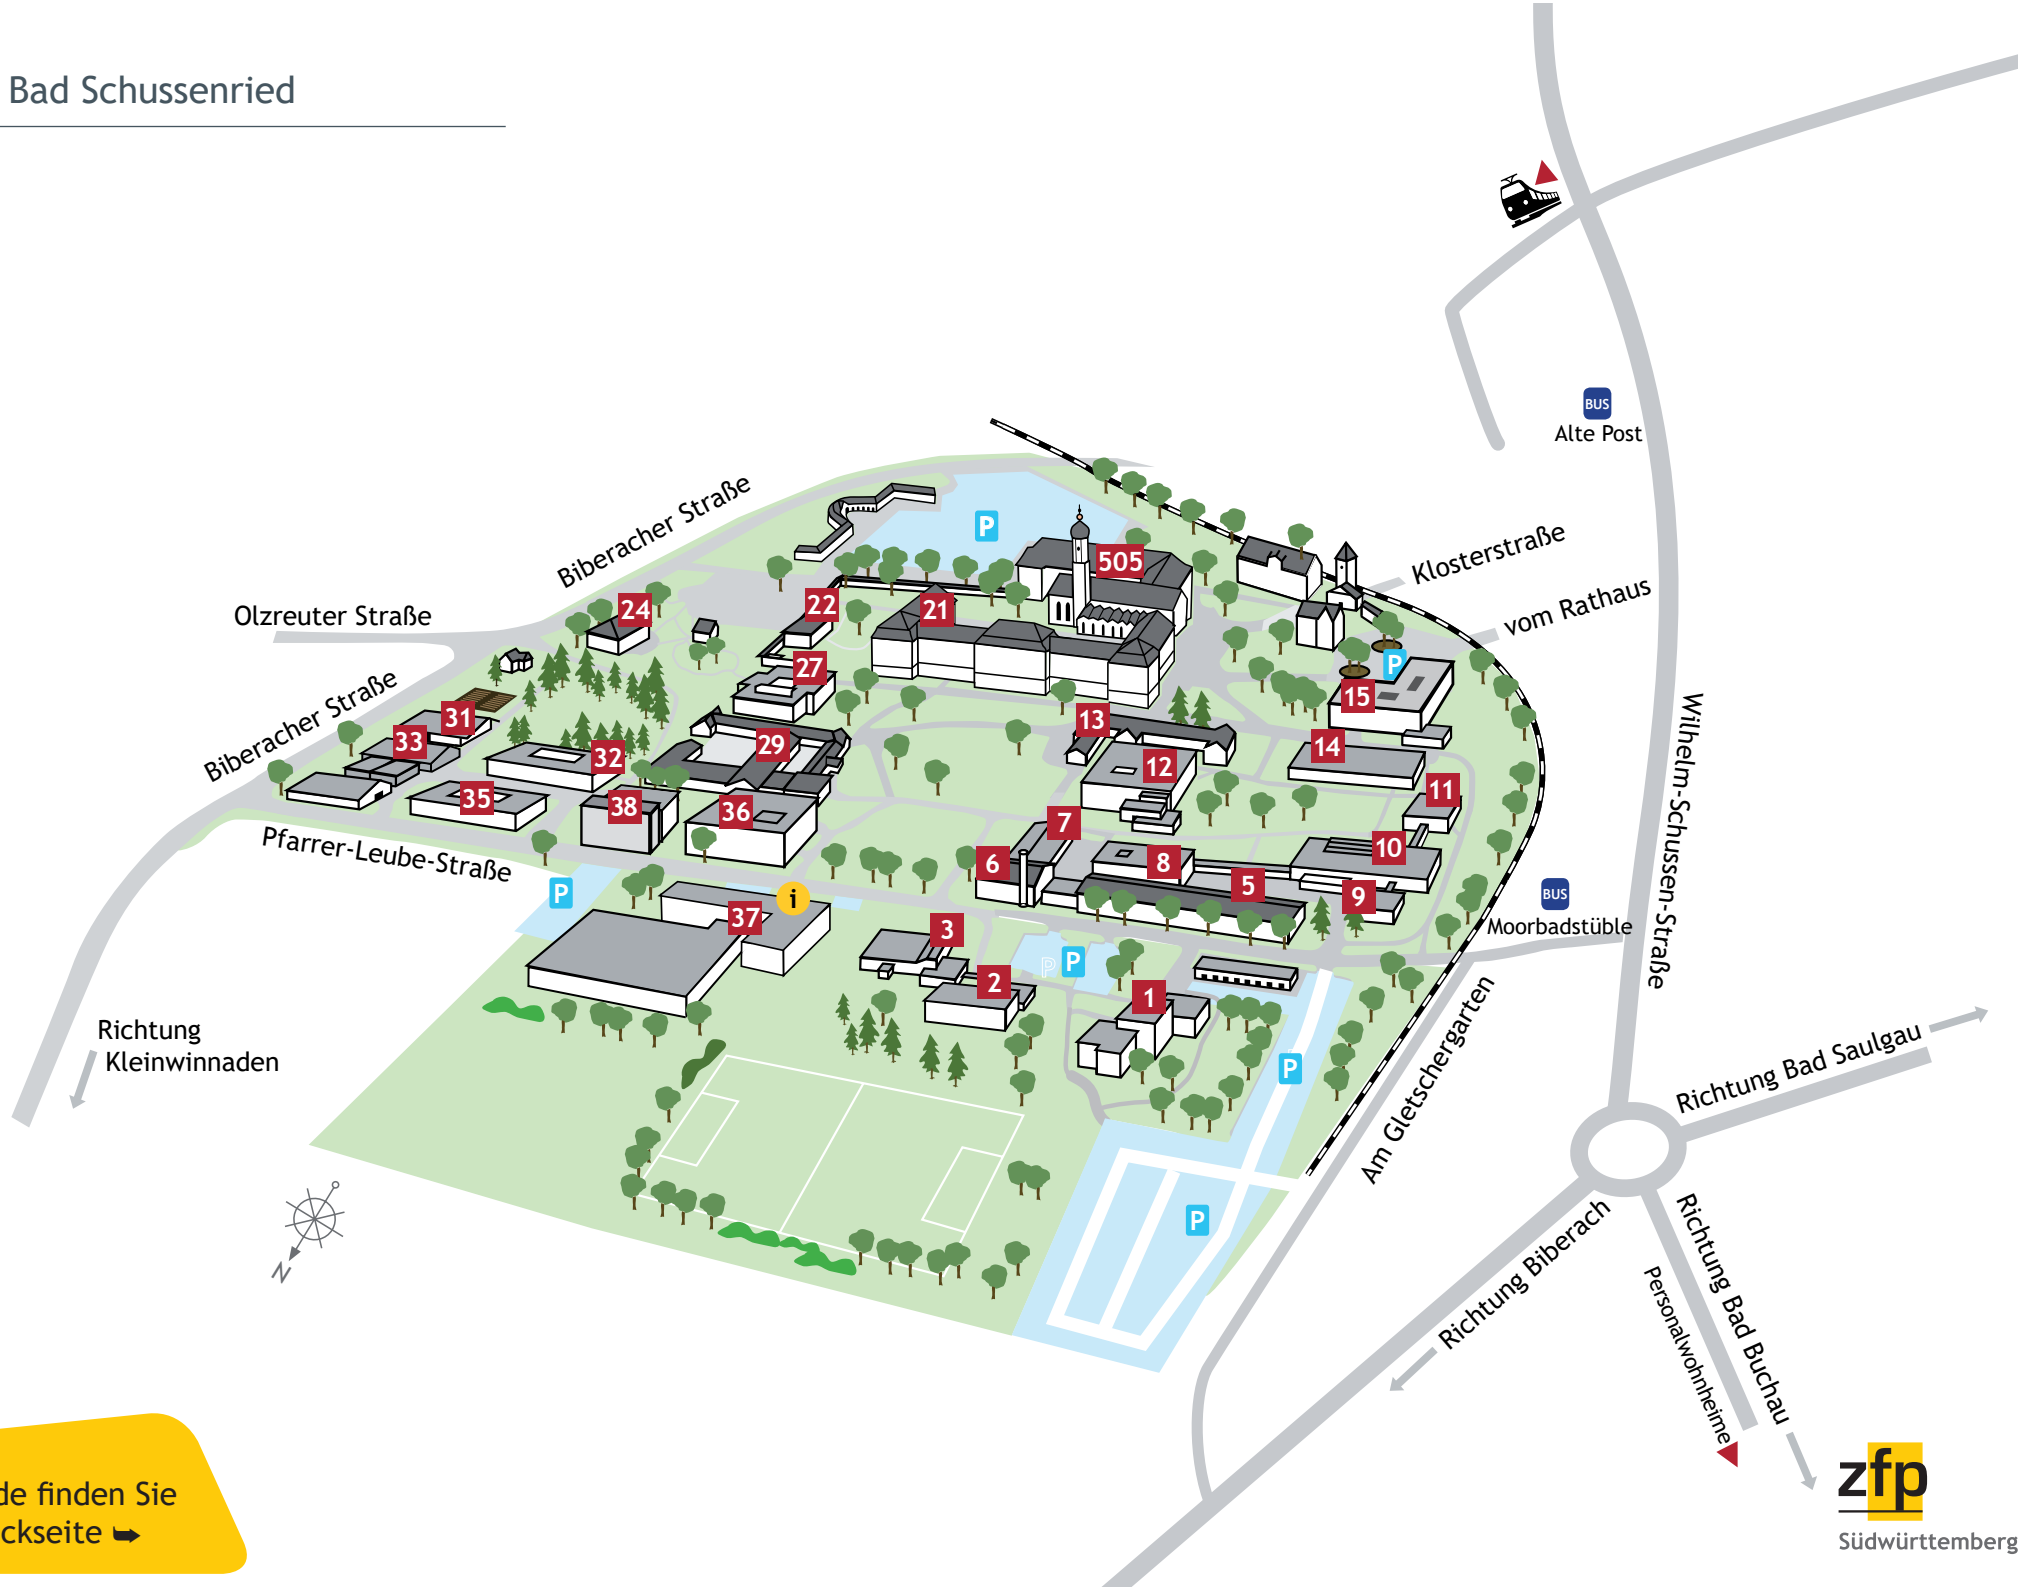 Bad Schussenried
BUS
Alte Post
Biberacher Straße
P
Klosterstraße
505
vom Rathaus
Olzreuter Straße
24
22
21
27
P
15
Biberacher Straße
31
33
32
29
13
12
14
11
35
38
36
7
6
8
10
5
9
Wilhelm-Schussen-Straße
Pfarrer-Leube-Straße
P
i
37
BUS
Moorbadstüble
3
P
P
2
1
Richtung
Kleinwinnaden
P
Am Gletschergarten
Richtung Bad Saulgau
P
N
Richtung Biberach
Richtung Bad Buchau
Personalwohnheime
de finden Sie
ckseite ➥
zfp
Südwürttemberg